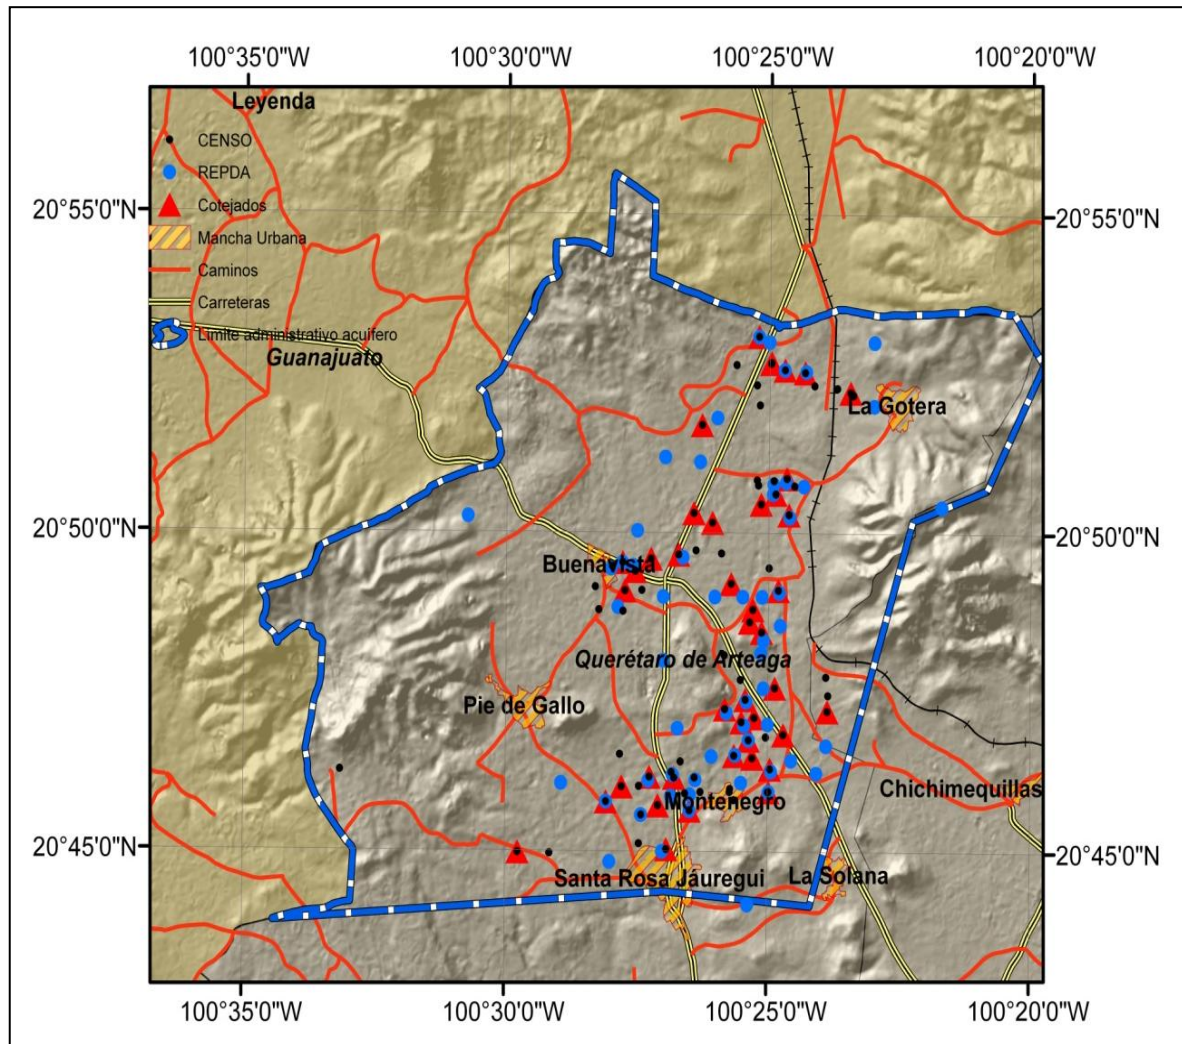 100°35'0"W 100°30'0"W 100°25'0"W 100°20'0"W
Leyenda
CENSO
REPDA
20°55'0"N Cotejados 20°55'0"N
Mancha Urbana
Caminos
Carreteras
Limite administrativo acuifero
Guanajuato
La Gotera
20°50'0"N 20°50'0"N
Buenavista
Querétaro de Arteaga
Pie de Gallo
Chichimequillas
Montenegro
20°45'0"N 20°45'0"N
Santa Rosa Jáuregui La Solana
100°35'0"W 100°30'0"W 100°25'0"W 100°20'0"W